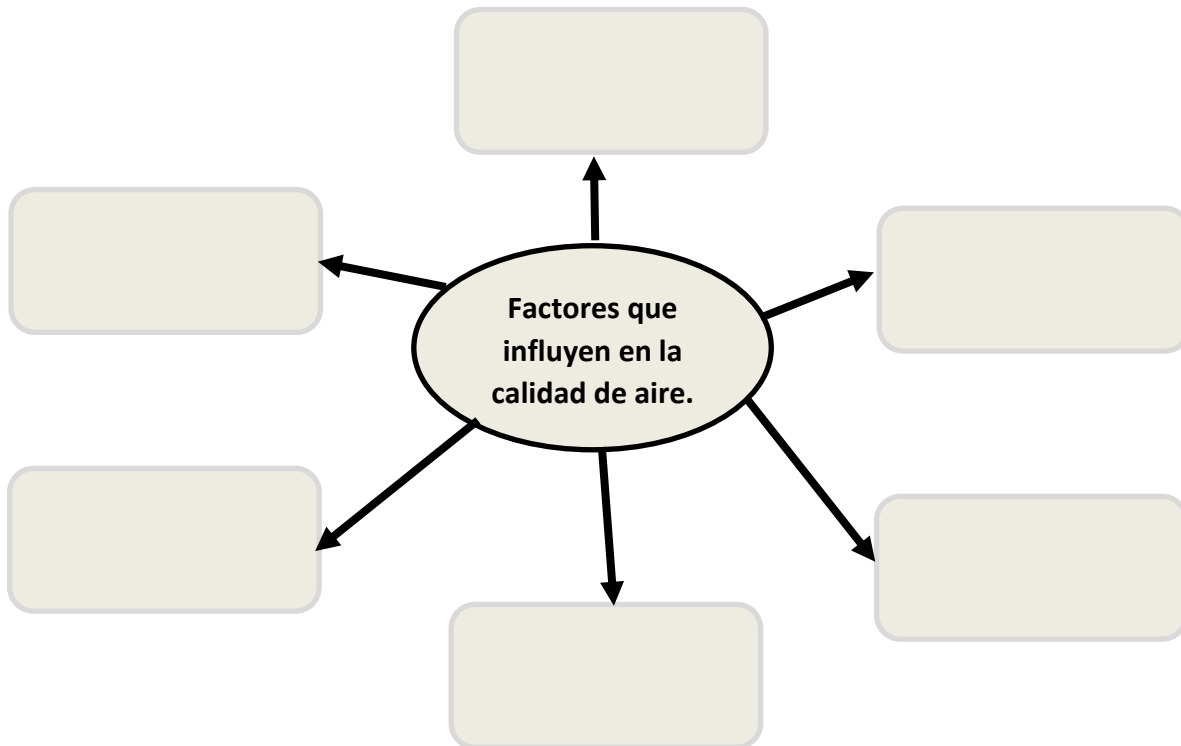 Factores que
influyen en la
calidad de aire.